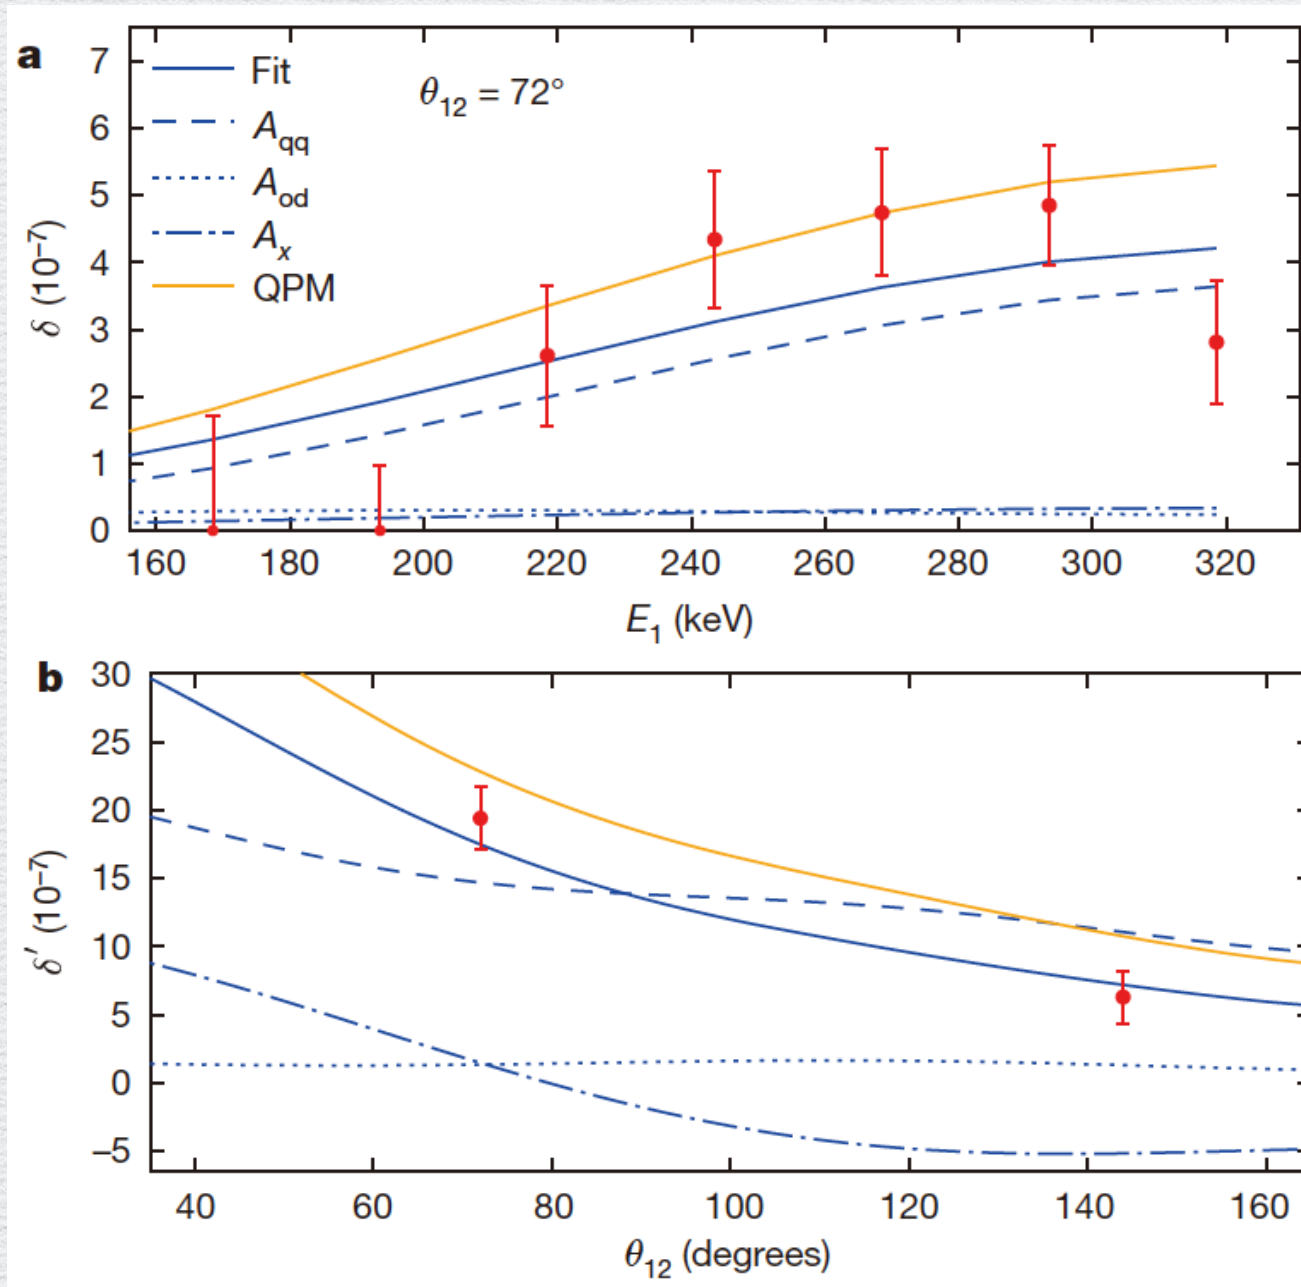 a
7
6
5
4
3
2
1
0
δ (10⁻⁷)
Fit
A_qq
A_od
A_x
QPM
θ₁₂ = 72°
160 180 200 220 240 260 280 300 320
E₁ (keV)
b
30
25
20
15
10
5
0
–5
δ′ (10⁻⁷)
40 60 80 100 120 140 160
θ₁₂ (degrees)